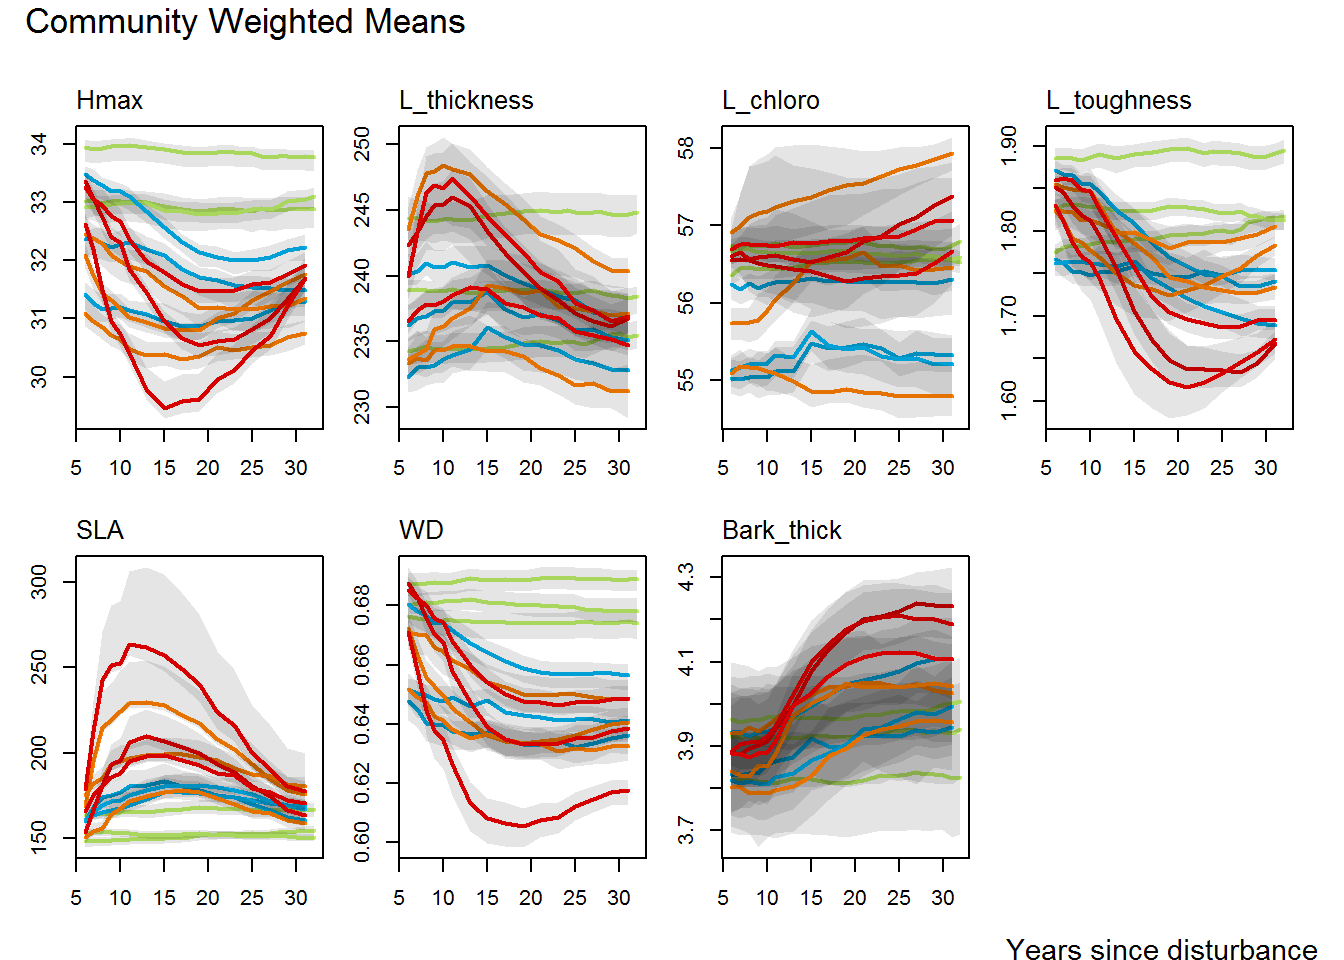 Community Weighted Means
Hmax
L_thickness
L_chloro
L_toughness
34
33
32
31
30
250
245
240
235
230
58
57
56
55
1.90
1.80
1.70
1.60
5 10 15 20 25 30
5 10 15 20 25 30
5 10 15 20 25 30
5 10 15 20 25 30
SLA
WD
Bark_thick
300
250
200
150
0.68
0.66
0.64
0.62
0.60
4.3
4.1
3.9
3.7
5 10 15 20 25 30
5 10 15 20 25 30
5 10 15 20 25 30
Years since disturbance